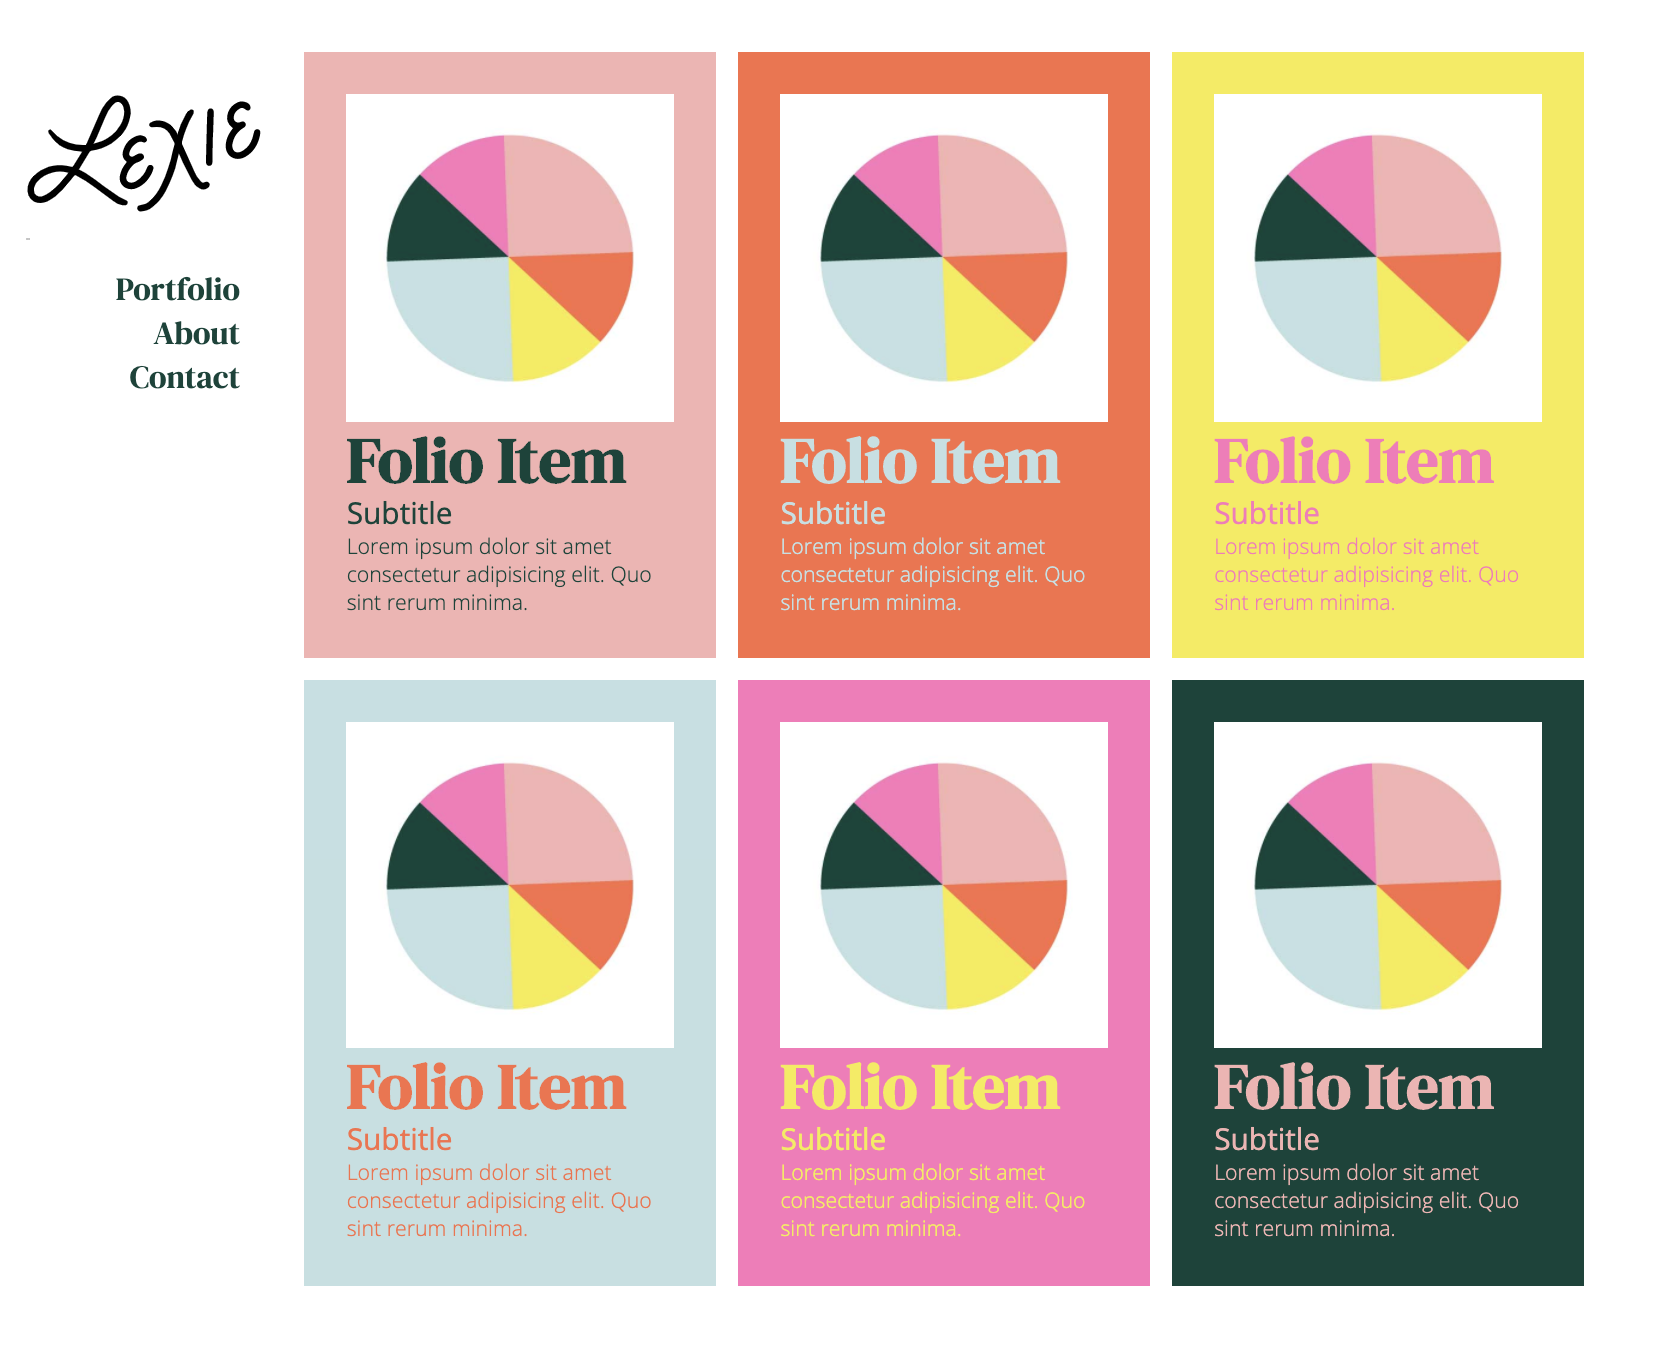 LEXIE
Portfolio
About
Contact
Folio Item
Subtitle
Lorem ipsum dolor sit amet
consectetur adipisicing elit. Quo
sint rerum minima.
Folio Item
Subtitle
Lorem ipsum dolor sit amet
consectetur adipisicing elit. Quo
sint rerum minima.
Folio Item
Subtitle
Lorem ipsum dolor sit amet
consectetur adipisicing elit. Quo
sint rerum minima.
Folio Item
Subtitle
Lorem ipsum dolor sit amet
consectetur adipisicing elit. Quo
sint rerum minima.
Folio Item
Subtitle
Lorem ipsum dolor sit amet
consectetur adipisicing elit. Quo
sint rerum minima.
Folio Item
Subtitle
Lorem ipsum dolor sit amet
consectetur adipisicing elit. Quo
sint rerum minima.